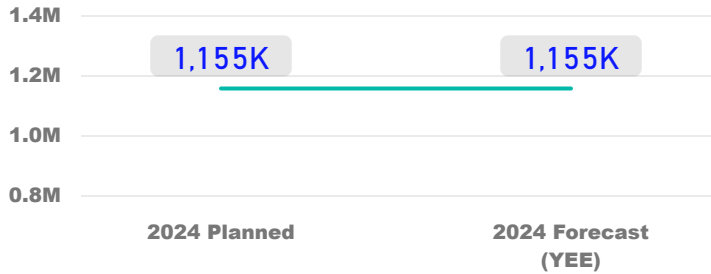 1.4M
1,155K 1,155K
1.2M
1.0M
0.8M
2024 Planned 2024 Forecast
(YEE)